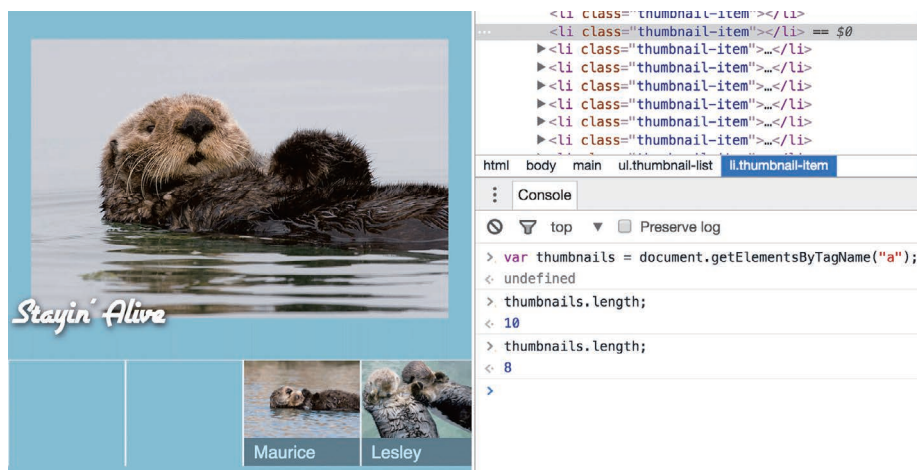 Stayin' Alive
Maurice
Lesley
<li class="thumbnail-item"></li>
<li class="thumbnail-item"></li> == $0
▶<li class="thumbnail-item">…</li>
▶<li class="thumbnail-item">…</li>
▶<li class="thumbnail-item">…</li>
▶<li class="thumbnail-item">…</li>
▶<li class="thumbnail-item">…</li>
▶<li class="thumbnail-item">…</li>
html body main ul.thumbnail-list li.thumbnail-item
Console
top ▼ Preserve log
> var thumbnails = document.getElementsByTagName("a");
< undefined
> thumbnails.length;
< 10
> thumbnails.length;
< 8
>